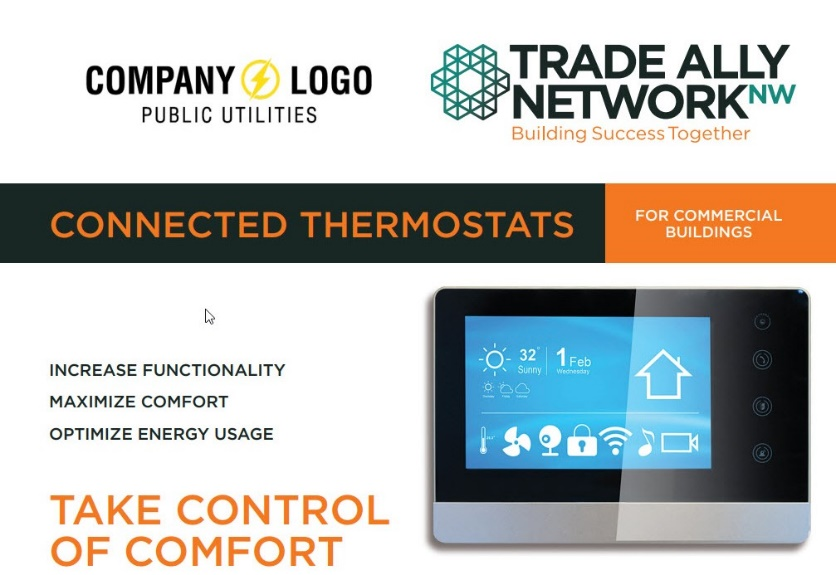 COMPANY LOGO
PUBLIC UTILITIES
TRADE ALLY
NETWORKNW
Building Success Together
CONNECTED THERMOSTATS
FOR COMMERCIAL
BUILDINGS
INCREASE FUNCTIONALITY
MAXIMIZE COMFORT
OPTIMIZE ENERGY USAGE
32°
Sunny
1 Feb
Wednesday
TAKE CONTROL
OF COMFORT